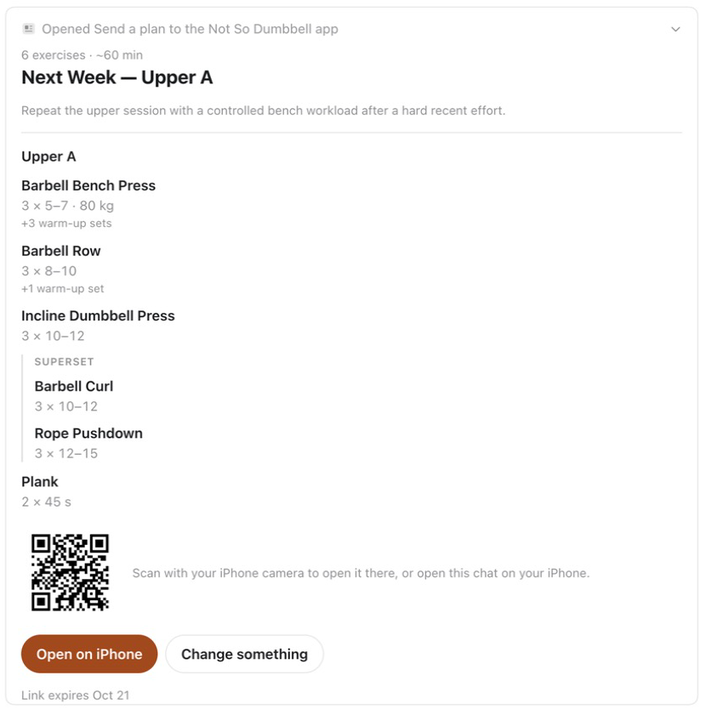 Opened Send a plan to the Not So Dumbbell app
6 exercises · ~60 min
Next Week — Upper A
Repeat the upper session with a controlled bench workload after a hard recent effort.
Upper A
Barbell Bench Press
3 × 5–7 · 80 kg
+3 warm-up sets
Barbell Row
3 × 8–10
+1 warm-up set
Incline Dumbbell Press
3 × 10–12
SUPERSET
Barbell Curl
3 × 10–12
Rope Pushdown
3 × 12–15
Plank
2 × 45 s
Scan with your iPhone camera to open it there, or open this chat on your iPhone.
Open on iPhone
Change something
Link expires Oct 21